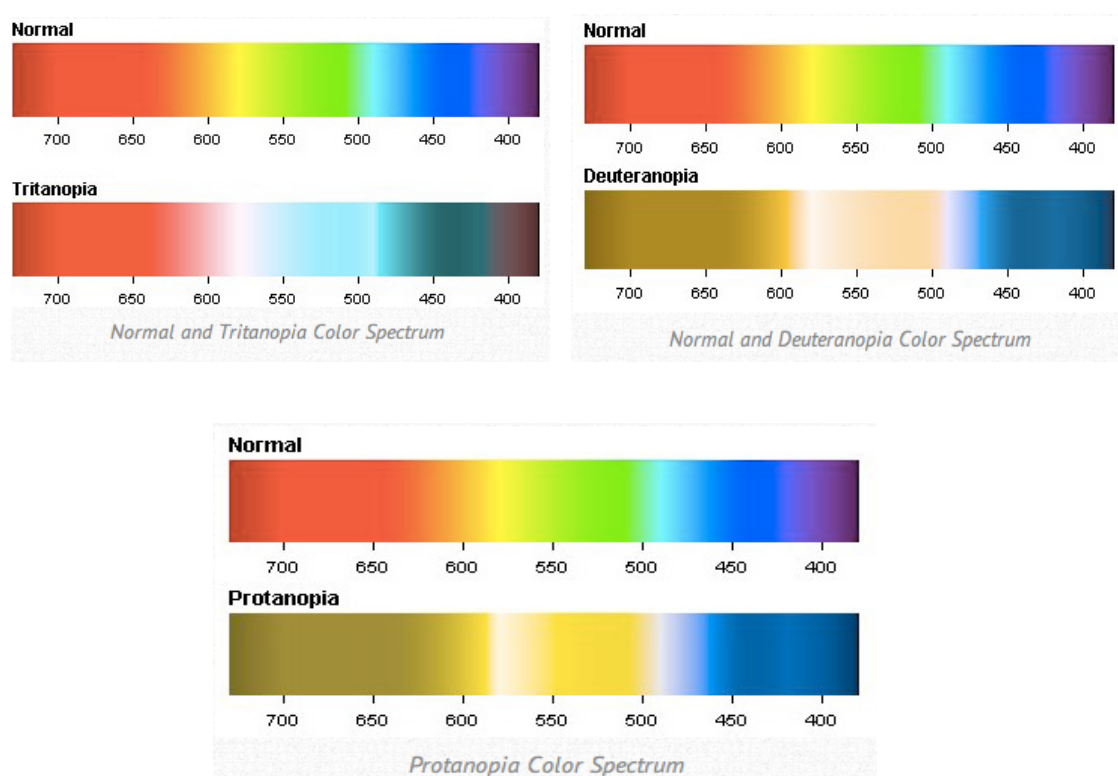 Normal
700 650 600 550 500 450 400
Tritanopia
700 650 600 550 500 450 400
Normal and Tritanopia Color Spectrum
Normal
700 650 600 550 500 450 400
Deuteranopia
700 650 600 550 500 450 400
Normal and Deuteranopia Color Spectrum
Normal
700 650 600 550 500 450 400
Protanopia
700 650 600 550 500 450 400
Protanopia Color Spectrum